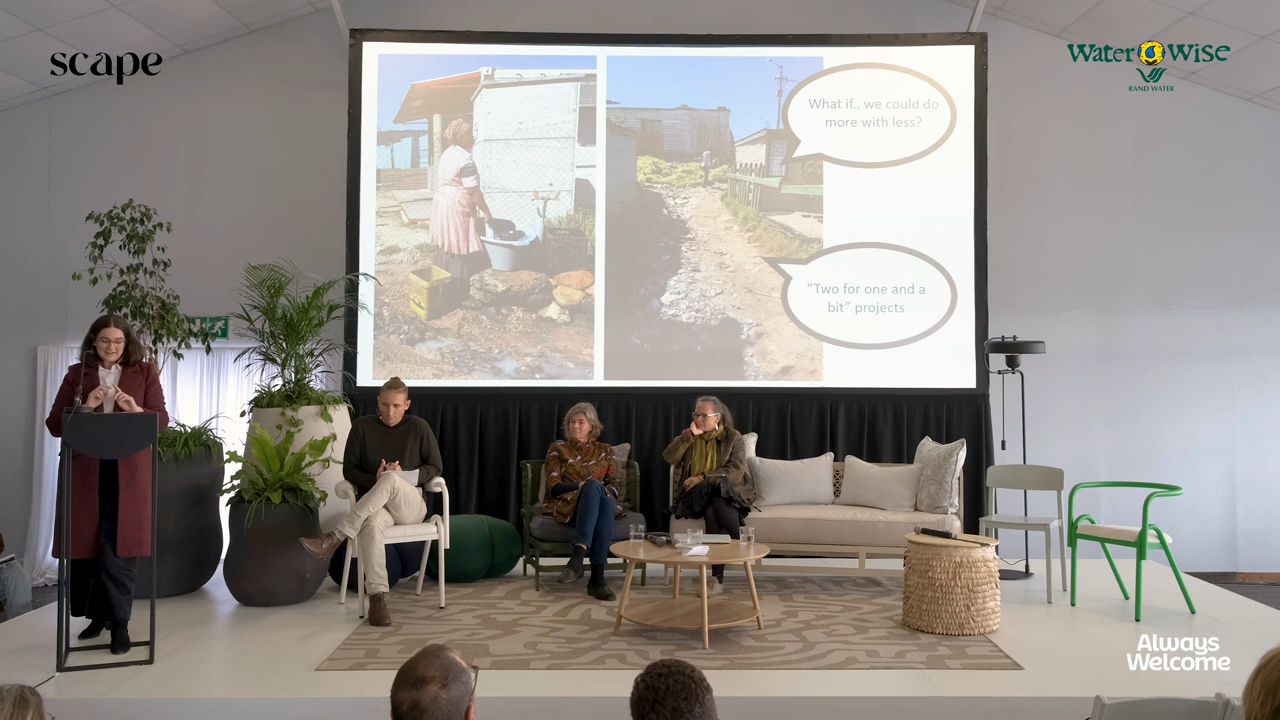 scape
Water Wise
RAND WATER
What if.. we could do
more with less?
“Two for one and a
bit” projects
Always
Welcome